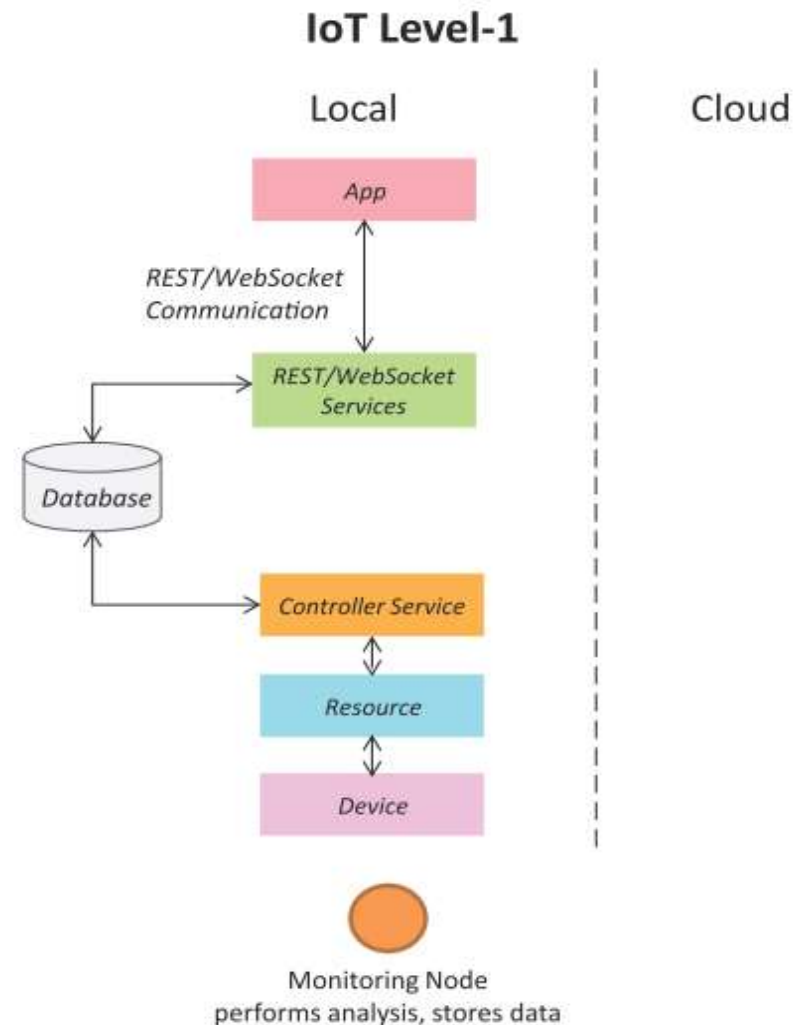 IoT Level-1
Local
Cloud
App
REST/WebSocket
Communication
REST/WebSocket
Services
Database
Controller Service
Resource
Device
Monitoring Node
performs analysis, stores data